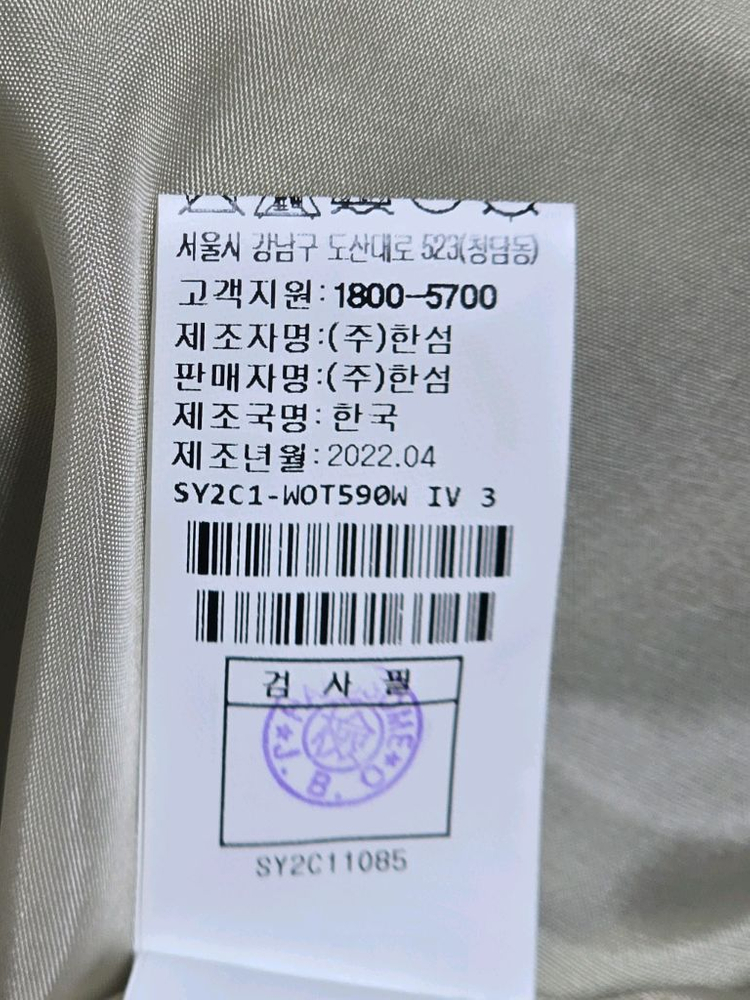 서울시 강남구 도산대로 523(청담동)
고객지원:1800-5700
제조자명:(주)한섬
판매자명:(주)한섬
제조국명:한국
제조년월:2022.04
SY2C1-WOT590W IV 3
검 사 필
J. B. O
SY2C11085